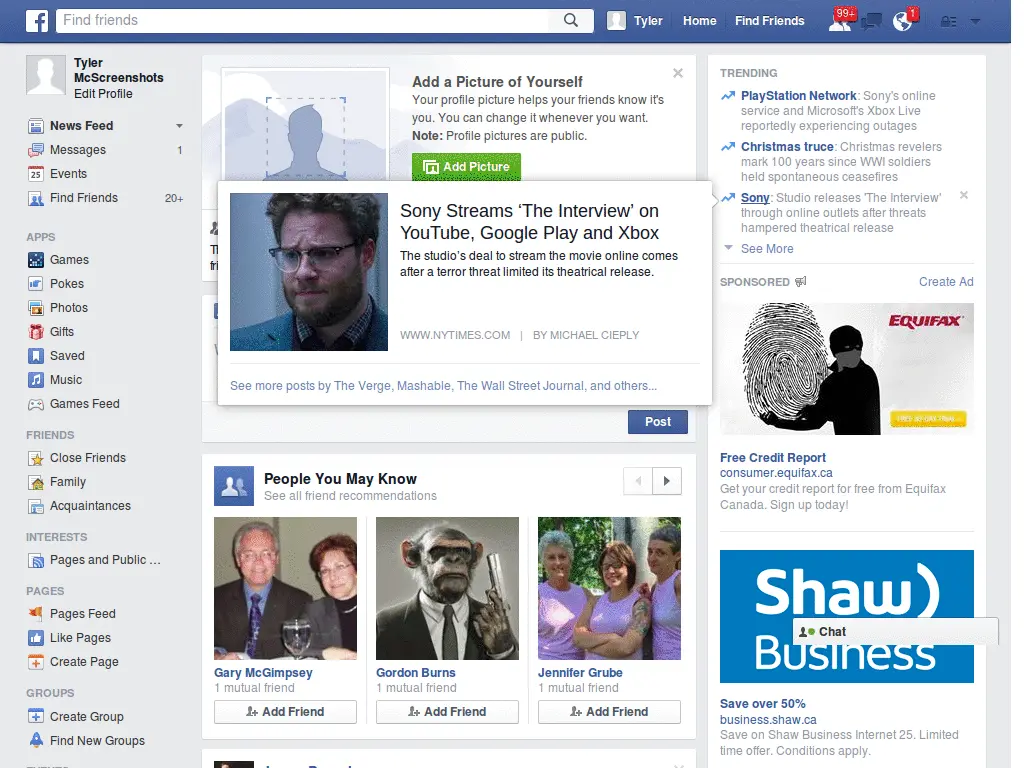 Find friends
Tyler
Home
Find Friends
99+
1
Tyler
McScreenshots
Edit Profile
News Feed
Messages
1
25
Events
Find Friends
20+
APPS
Games
Pokes
Photos
Gifts
Saved
Music
Games Feed
FRIENDS
Close Friends
Family
Acquaintances
INTERESTS
Pages and Public ...
PAGES
Pages Feed
Like Pages
Create Page
GROUPS
Create Group
Find New Groups
Add a Picture of Yourself
Your profile picture helps your friends know it's
you. You can change it whenever you want.
Note: Profile pictures are public.
Add Picture
Sony Streams ‘The Interview’ on
YouTube, Google Play and Xbox
The studio’s deal to stream the movie online comes
after a terror threat limited its theatrical release.
WWW.NYTIMES.COM | BY MICHAEL CIEPLY
See more posts by The Verge, Mashable, The Wall Street Journal, and others...
Post
People You May Know
See all friend recommendations
Gary McGimpsey
1 mutual friend
Add Friend
Gordon Burns
1 mutual friend
Add Friend
Jennifer Grube
1 mutual friend
Add Friend
TRENDING
PlayStation Network: Sony's online
service and Microsoft's Xbox Live
reportedly experiencing outages
Christmas truce: Christmas revelers
mark 100 years since WWI soldiers
held spontaneous ceasefires
Sony: Studio releases 'The Interview'
through online outlets after threats
hampered theatrical release
See More
SPONSORED
Create Ad
EQUIFAX
Free Credit Report
consumer.equifax.ca
Get your credit report for free from Equifax
Canada. Sign up today!
Shaw)
Chat
Business
Save over 50%
business.shaw.ca
Save on Shaw Business Internet 25. Limited
time offer. Conditions apply.